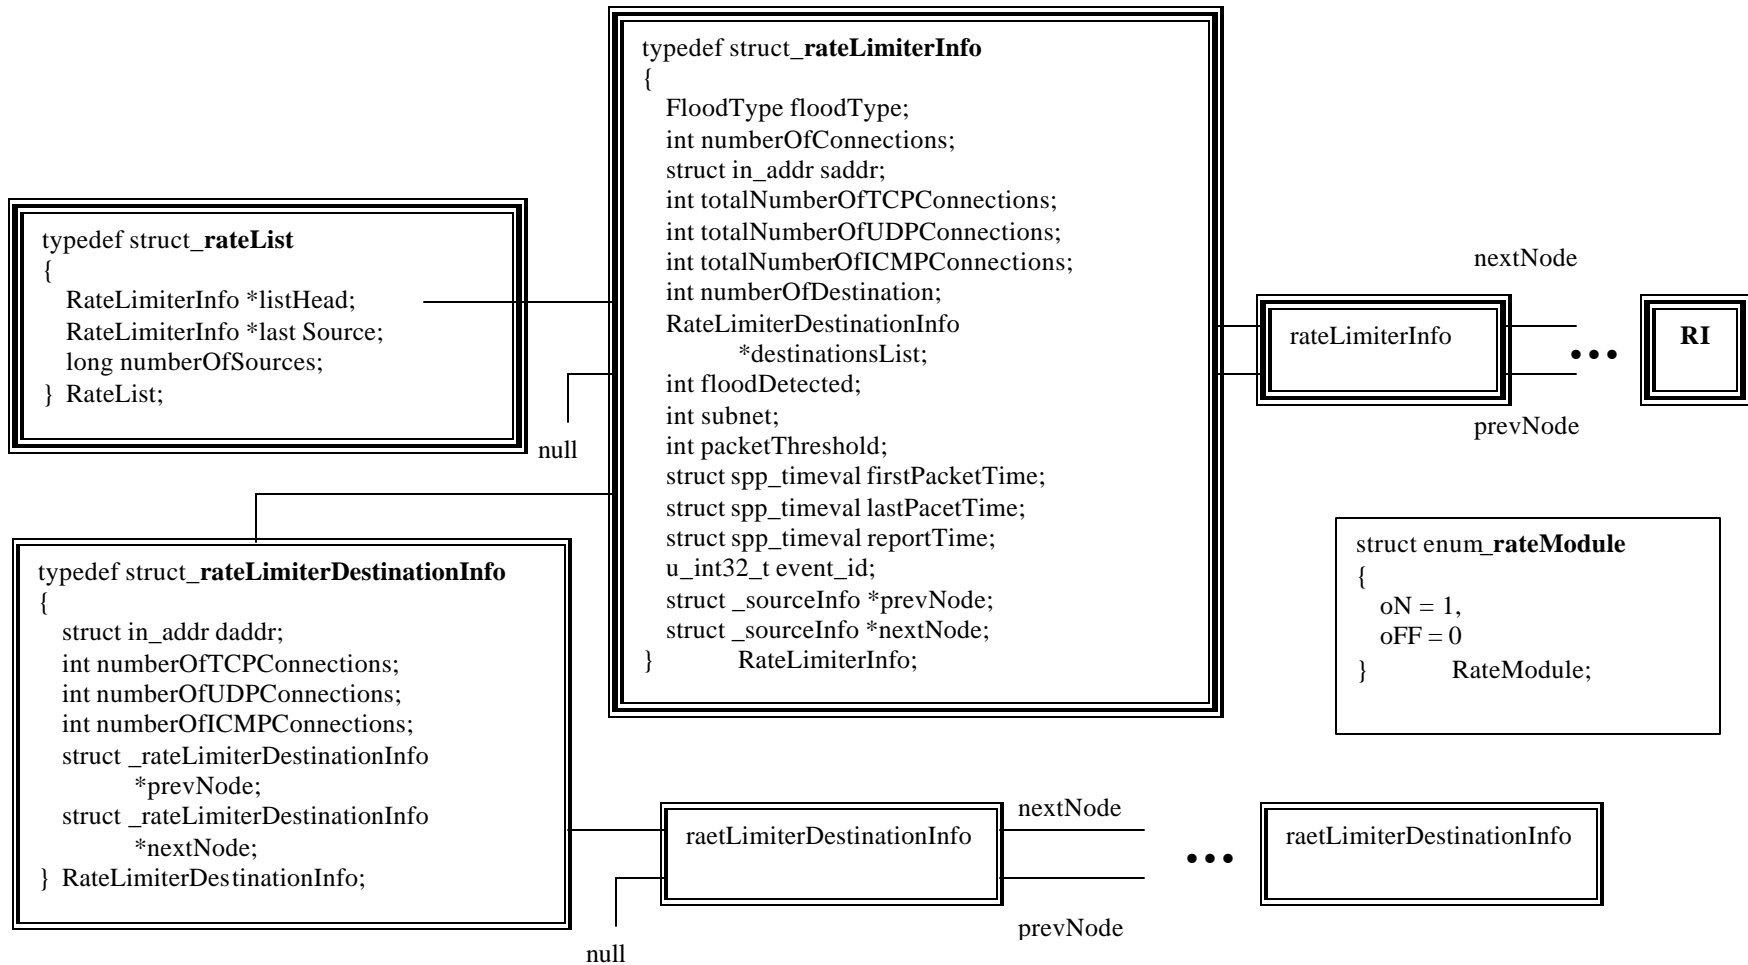 typedef struct_rateLimiterInfo
{
FloodType floodType;
int numberOfConnections;
struct in_addr saddr;
int totalNumberOfTCPConnections;
int totalNumberOfUDPConnections;
int totalNumberOfICMPConnections;
int numberOfDestination;
RateLimiterDestinationInfo
*destinationsList;
int floodDetected;
int subnet;
int packetThreshold;
struct spp_timeval firstPacketTime;
struct spp_timeval lastPacetTime;
struct spp_timeval reportTime;
u_int32_t event_id;
struct _sourceInfo *prevNode;
struct _sourceInfo *nextNode;
} RateLimiterInfo;
typedef struct_rateList
{
RateLimiterInfo *listHead;
RateLimiterInfo *last Source;
long numberOfSources;
} RateList;
null
nextNode
rateLimiterInfo
•••
RI
prevNode
typedef struct_rateLimiterDestinationInfo
{
struct in_addr daddr;
int numberOfTCPConnections;
int numberOfUDPConnections;
int numberOfICMPConnections;
struct _rateLimiterDestinationInfo
*prevNode;
struct _rateLimiterDestinationInfo
*nextNode;
} RateLimiterDestinationInfo;
struct enum_rateModule
{
oN = 1,
oFF = 0
} RateModule;
raetLimiterDestinationInfo
nextNode
•••
raetLimiterDestinationInfo
prevNode
null